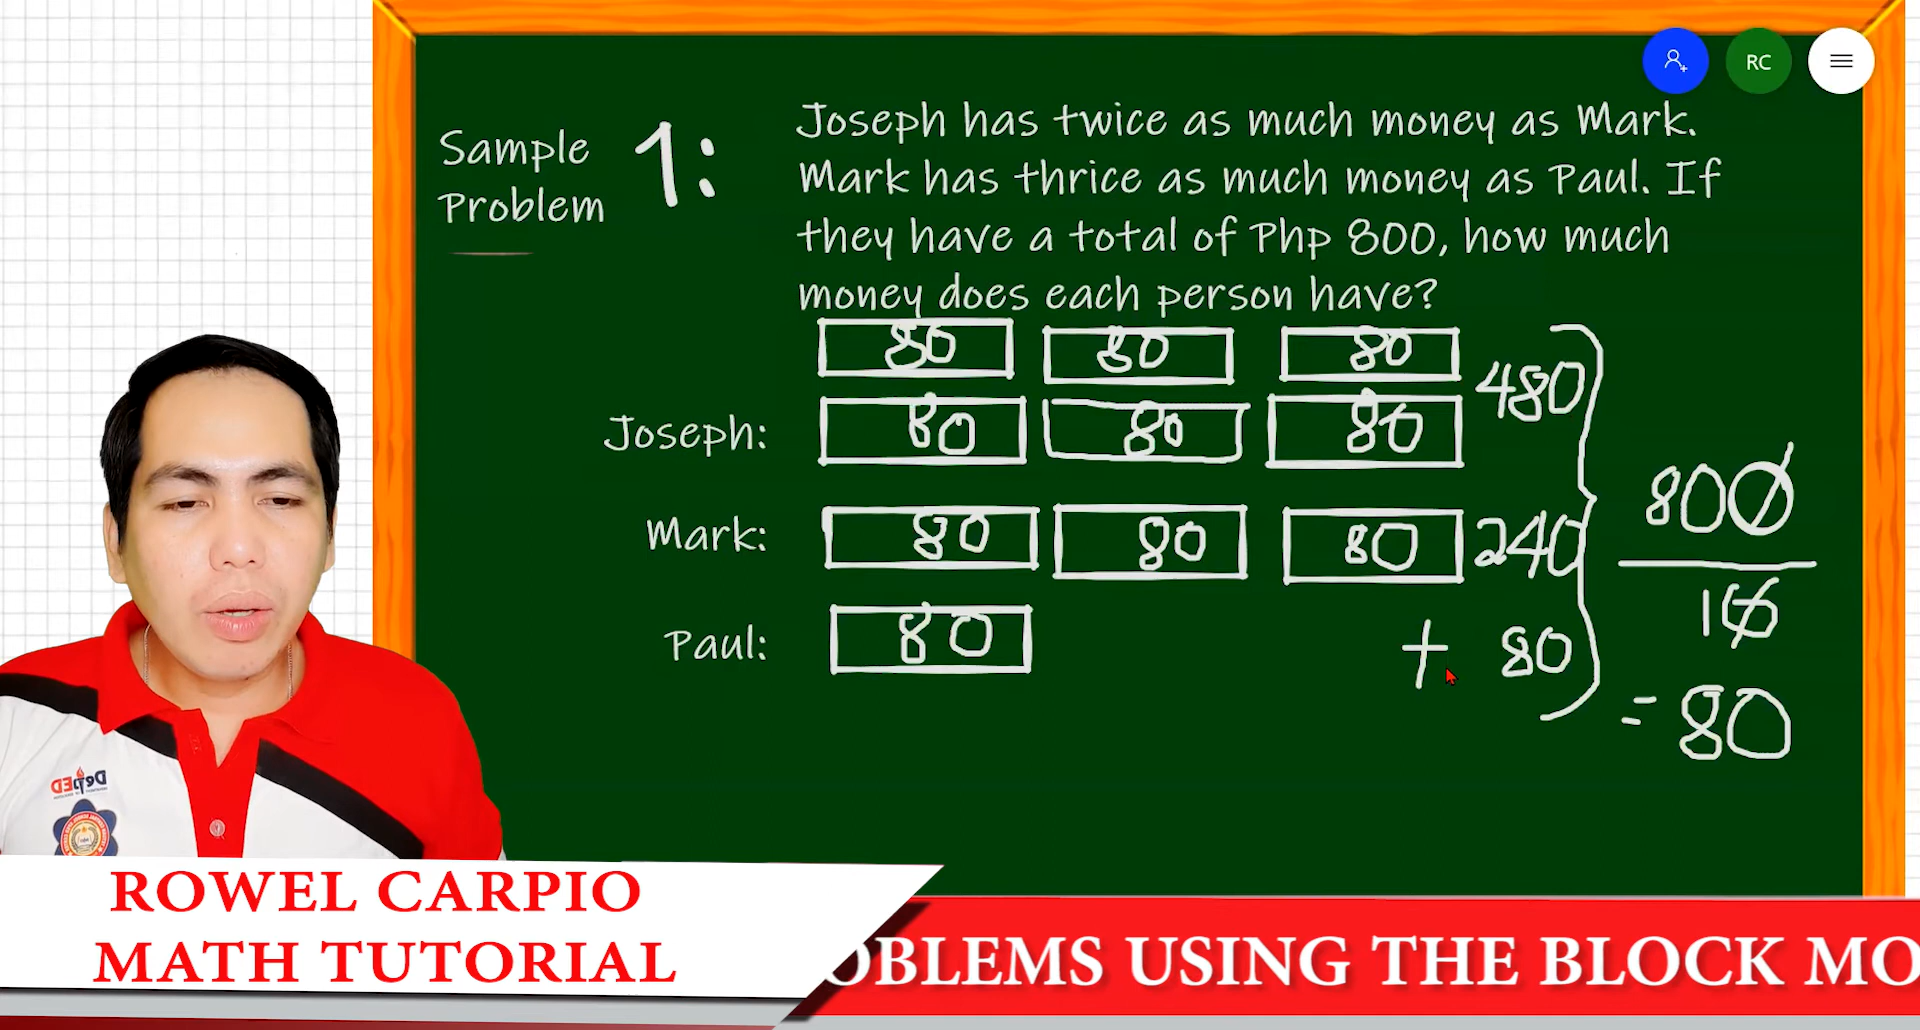 RC
Sample
Problem
1:
Joseph has twice as much money as Mark.
Mark has thrice as much money as Paul. If
they have a total of Php 800, how much
money does each person have?
80 80 80
480
Joseph: 80 80 80
Mark: 80 80 80 240
Paul: 80 + 80
800
10
= 80
DepED
ROWEL CARPIO
MATH TUTORIAL
OBLEMS USING THE BLOCK MO